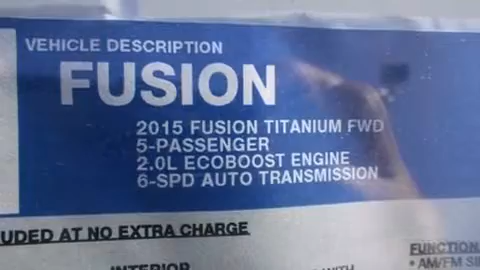 VEHICLE DESCRIPTION
FUSION
2015 FUSION TITANIUM FWD
5-PASSENGER
2.0L ECOBOOST ENGINE
6-SPD AUTO TRANSMISSION
UDED AT NO EXTRA CHARGE
FUNCTION
INTERIOR
• AM/FM